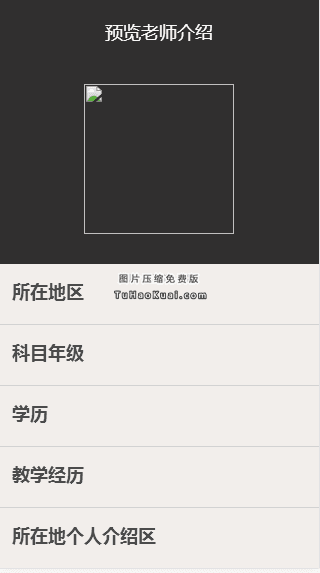 预览老师介绍
图片压缩免费版
TuHaoKuai.com
所在地区
科目年级
学历
教学经历
所在地个人介绍区